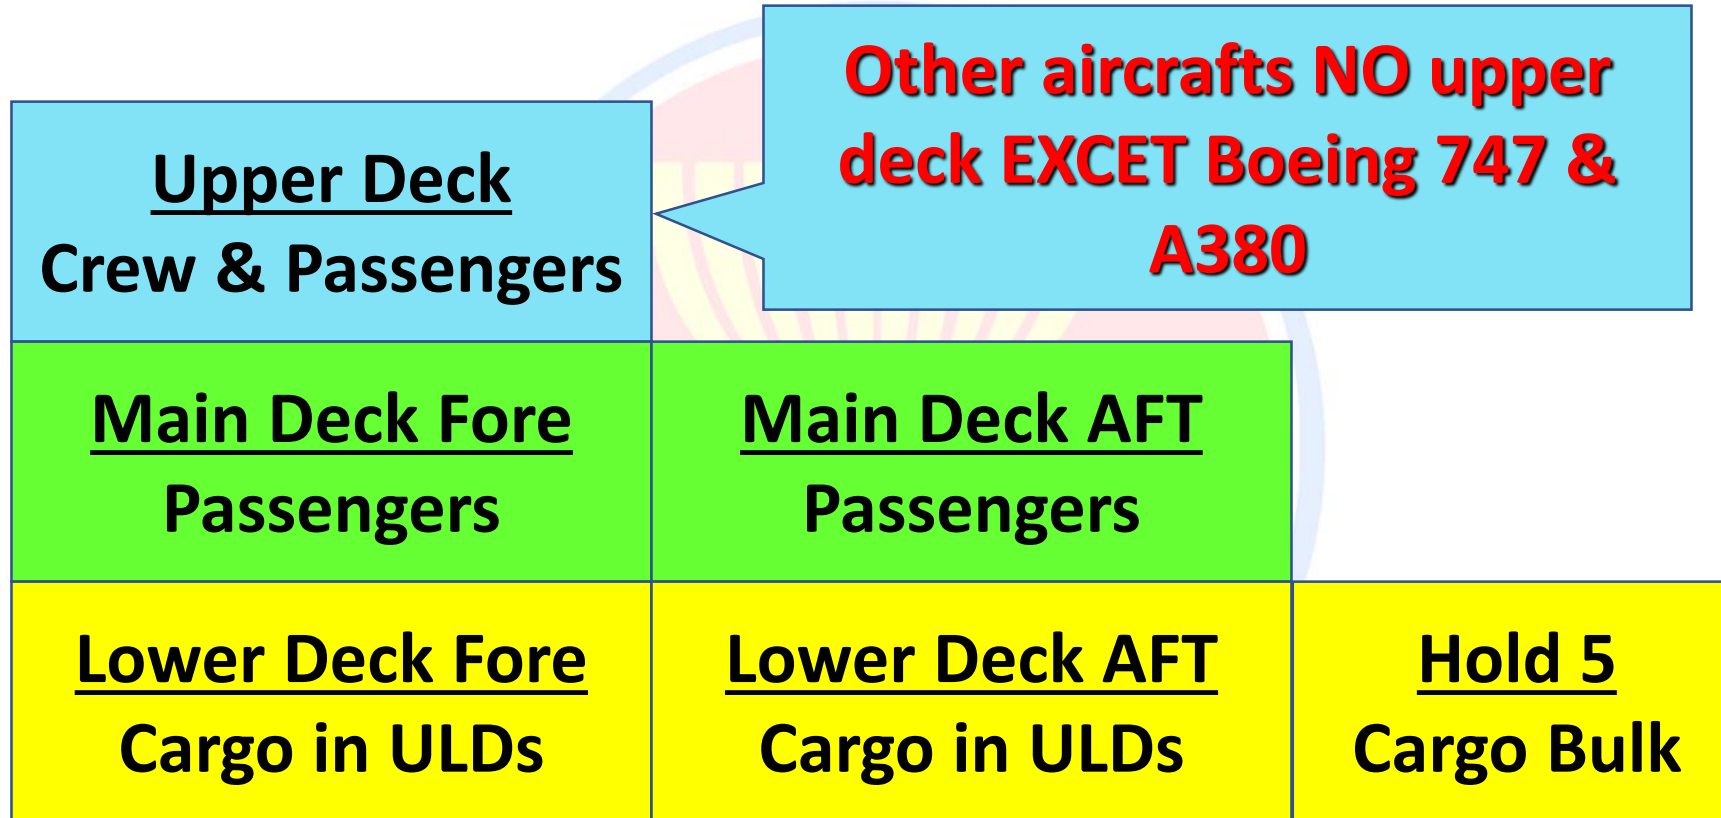 Other aircrafts NO upper
deck EXCET Boeing 747 &
A380
Upper Deck
Crew & Passengers
Main Deck Fore
Passengers
Main Deck AFT
Passengers
Lower Deck Fore
Cargo in ULDs
Lower Deck AFT
Cargo in ULDs
Hold 5
Cargo Bulk